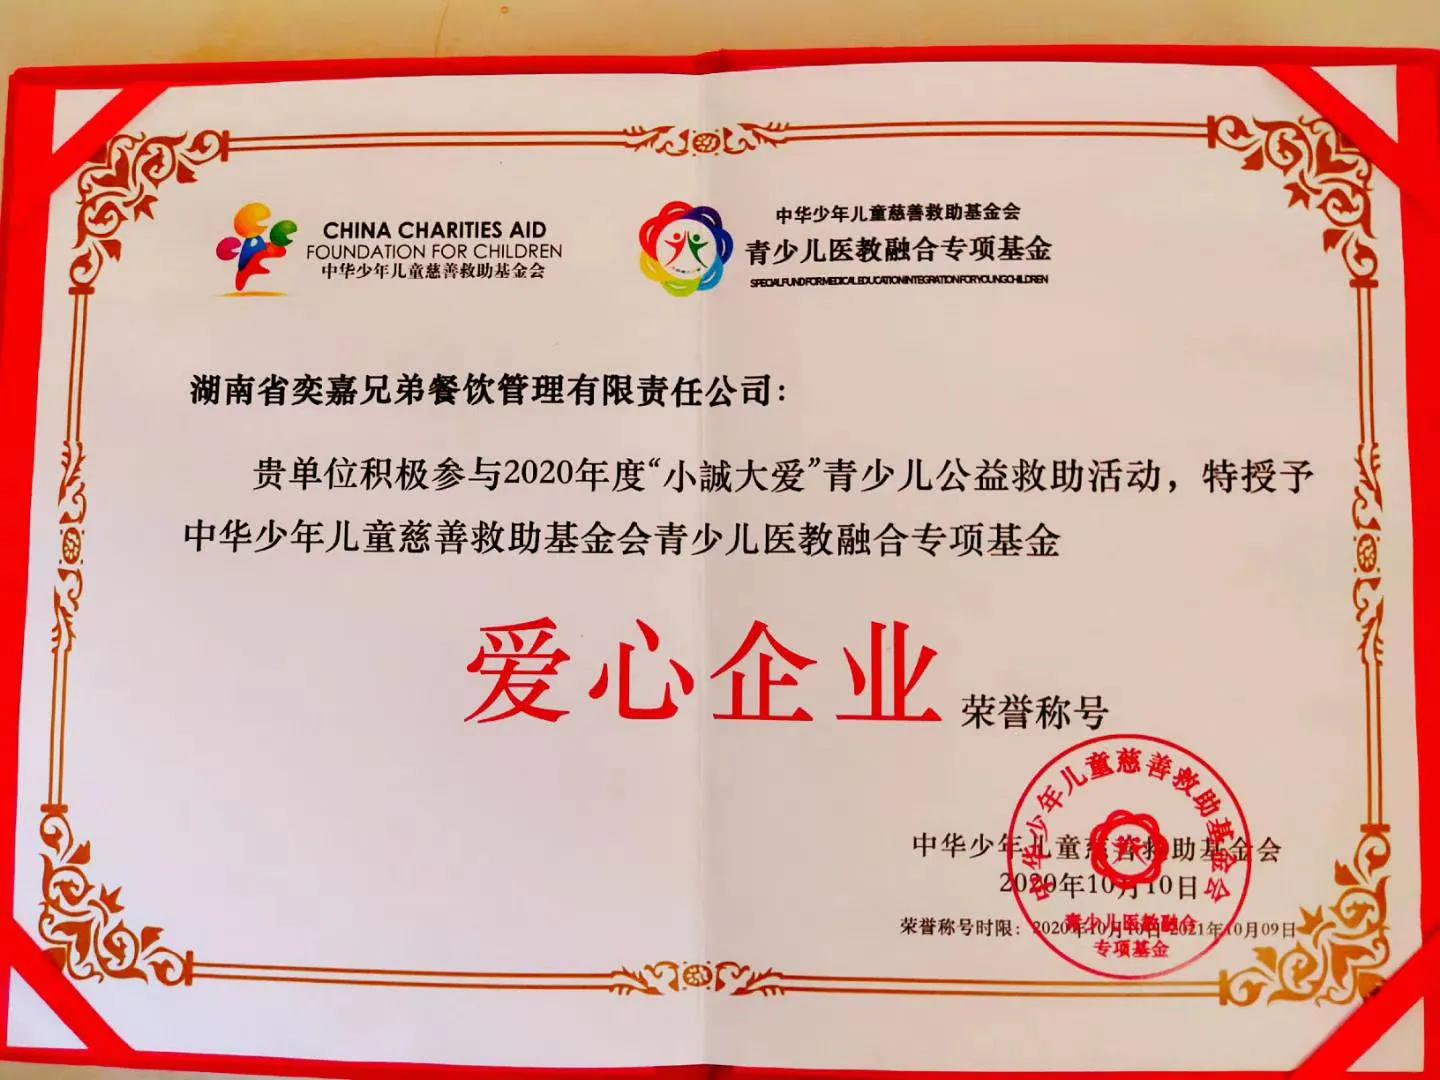 CHINA CHARITIES AID
FOUNDATION FOR CHILDREN
中华少年儿童慈善救助基金会
中华少年儿童慈善救助基金会
青少儿医教融合专项基金
SPECIAL FUND FOR MEDICAL EDUCATION INTEGRATION FOR YOUNG CHILDREN
湖南省奕嘉兄弟餐饮管理有限责任公司：
贵单位积极参与2020年度“小誠大爱”青少儿公益救助活动，特授予
中华少年儿童慈善救助基金会青少儿医教融合专项基金
爱心企业 荣誉称号
中华少年儿童慈善救助基金会
2020年10月10日
荣誉称号时限：2020年10月10日-2021年10月09日
中华少年儿童慈善救助基金会
青少儿医教融合
专项基金